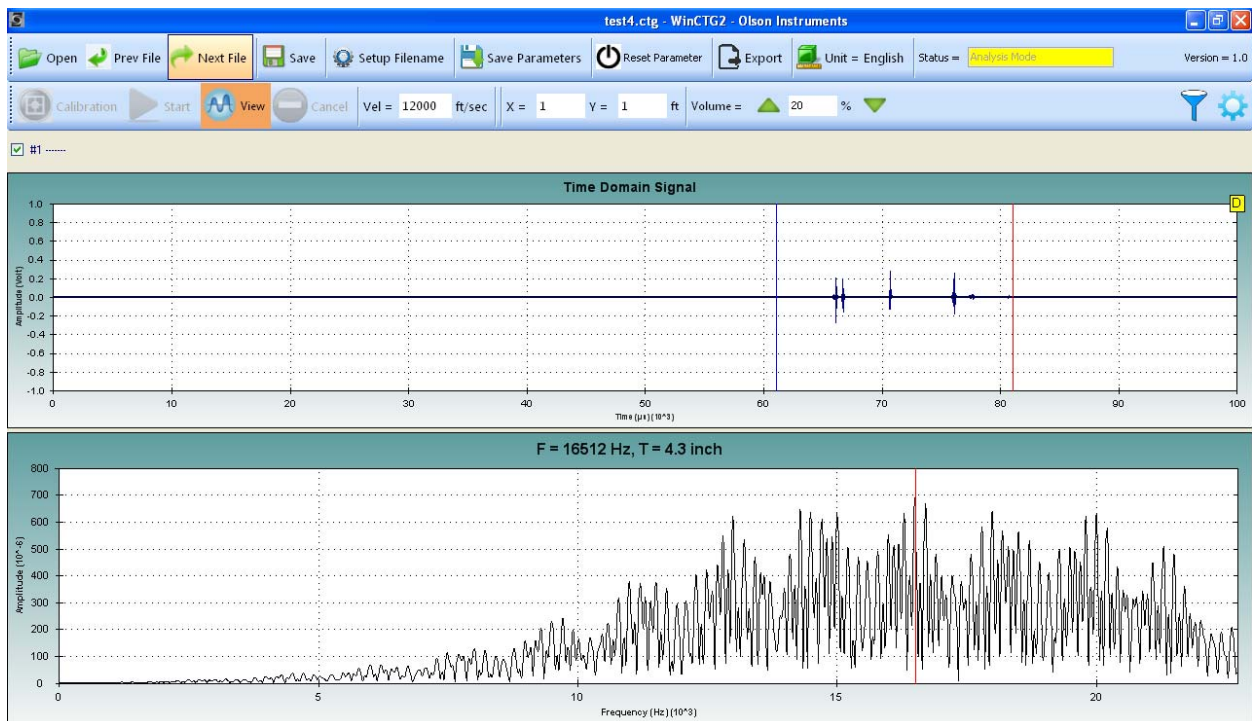 test4.ctg - WinCTG2 - Olson Instruments
Open Prev File Next File Save Setup Filename Save Parameters Reset Parameter Export Unit = English Status = Analysis Mode Version = 1.0
Calibration Start View Cancel Vel = 12000 ft/sec X = 1 Y = 1 ft Volume = 20 %
#1 -------
Time Domain Signal
D
1.0
0.8
0.6
0.4
0.2
0.0
-0.2
-0.4
-0.6
-0.8
-1.0
Amplitude (Volt)
0 10 20 30 40 50 60 70 80 90 100
Time (µs) (10^3)
F = 16512 Hz, T = 4.3 inch
800
700
600
500
400
300
200
100
0
Amplitude (10^-6)
0 5 10 15 20
Frequency (Hz) (10^3)